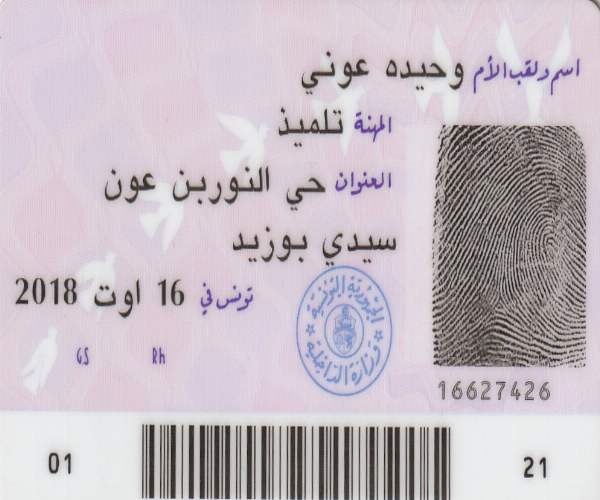 اسم ولقب الأم وحيده عوني
المهنة تلميذ
العنوان حي النوربن عون
سيدي بوزيد
تونس في 16 اوت 2018
GS Rh
الجمهورية التونسية
وزارة الداخلية
16627426
01 21